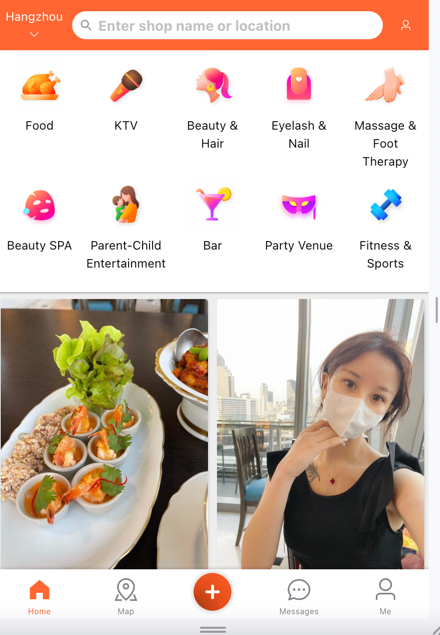 Hangzhou
Enter shop name or location
Food
KTV
Beauty &
Hair
Eyelash &
Nail
Massage &
Foot
Therapy
Beauty SPA
Parent-Child
Entertainment
Bar
Party Venue
Fitness &
Sports
Home
Map
Messages
Me